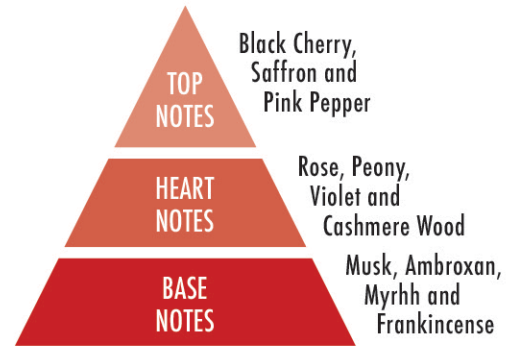 TOP
NOTES
Black Cherry,
Saffron and
Pink Pepper
HEART
NOTES
Rose, Peony,
Violet and
Cashmere Wood
BASE
NOTES
Musk, Ambroxan,
Myrhh and
Frankincense